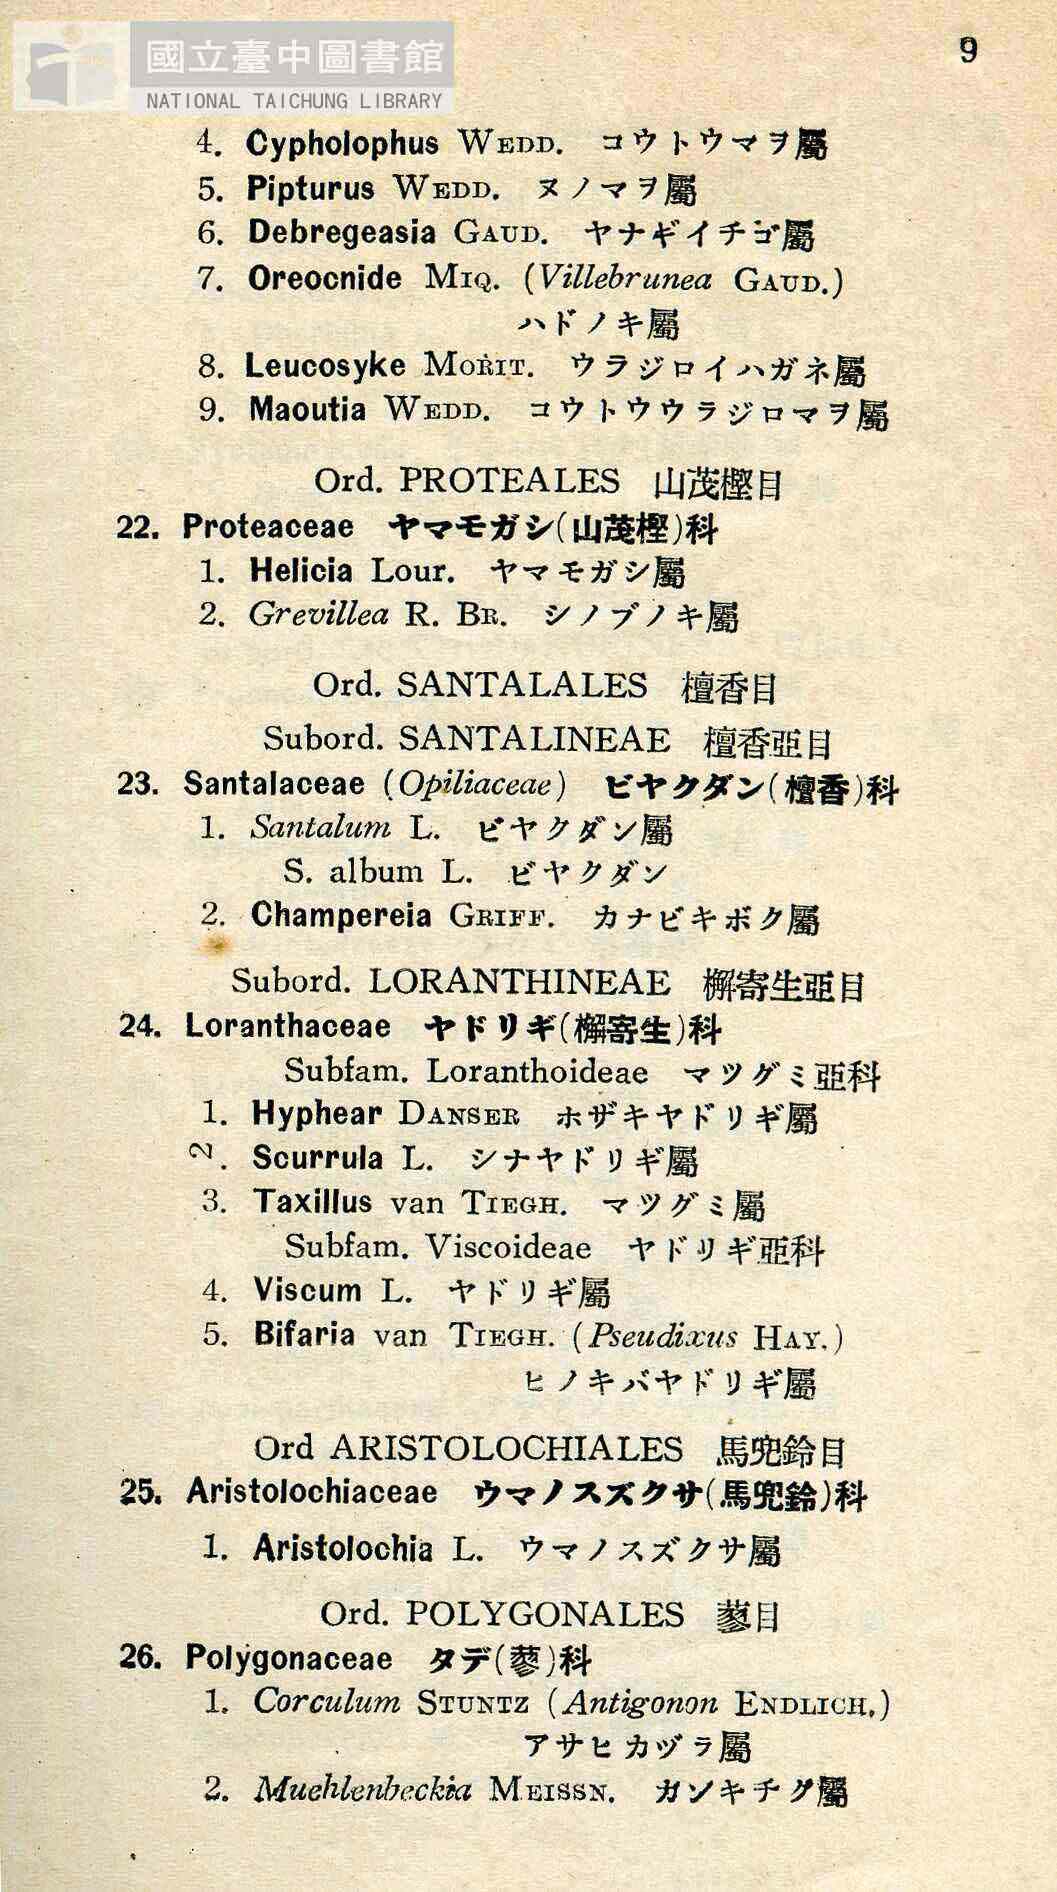 國立臺中圖書館
NATIONAL TAICHUNG LIBRARY
9
4. Cypholophus WEDD. コウトウマヲ屬
5. Pipturus WEDD. ヌノマヲ屬
6. Debregeasia GAUD. ヤナギイチゴ屬
7. Oreocnide MIQ. (Villebrunea GAUD.)
ハドノキ屬
8. Leucosyke MORIT. ウラジロイハガネ屬
9. Maoutia WEDD. コウトウウラジロマヲ屬
Ord. PROTEALES 山茂樫目
22. Proteaceae ヤマモガシ(山茂樫)科
1. Helicia Lour. ヤマモガシ屬
2. Grevillea R. BR. シノブノキ屬
Ord. SANTALALES 檀香目
Subord. SANTALINEAE 檀香亞目
23. Santalaceae (Opiliaceae) ビヤクダン(檀香)科
1. Santalum L. ビヤクダン屬
S. album L. ビヤクダン
2. Champereia GRIFF. カナビキボク屬
Subord. LORANTHINEAE 檞寄生亞目
24. Loranthaceae ヤドリギ(檞寄生)科
Subfam. Loranthoideae マツグミ亞科
1. Hyphear DANSER ホザキヤドリギ屬
2. Scurrula L. シナヤドリギ屬
3. Taxillus van TIEGH. マツグミ屬
Subfam. Viscoideae ヤドリギ亞科
4. Viscum L. ヤドリギ屬
5. Bifaria van TIEGH. (Pseudixus HAY.)
ヒノキバヤドリギ屬
Ord ARISTOLOCHIALES 馬兜鈴目
25. Aristolochiaceae ウマノスズクサ(馬兜鈴)科
1. Aristolochia L. ウマノスズクサ屬
Ord. POLYGONALES 蓼目
26. Polygonaceae タデ(蓼)科
1. Corculum STUNTZ (Antigonon ENDLICH.)
アサヒカヅラ屬
2. Muehlenbeckia MEISSN. カンキチク屬